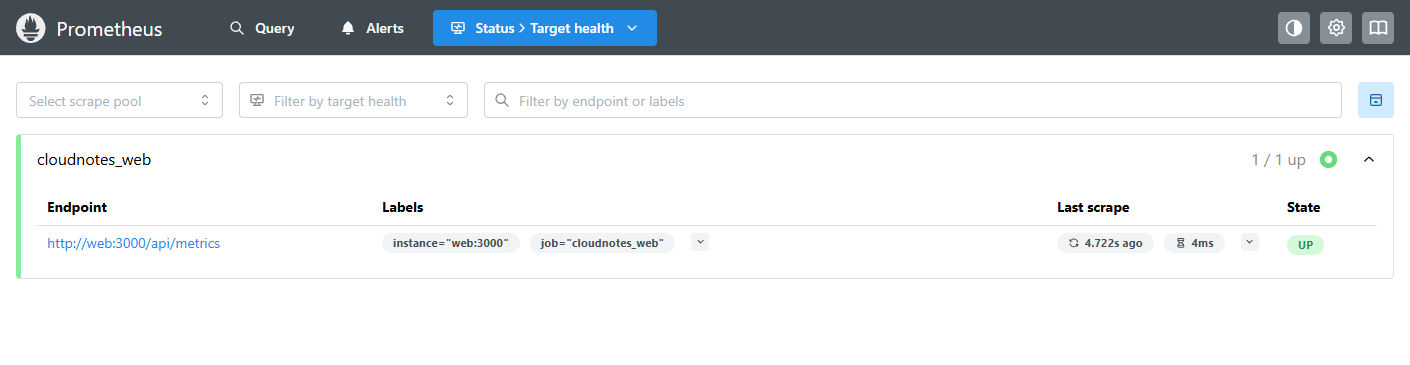 Prometheus Query Alerts Status > Target health
Select scrape pool Filter by target health Filter by endpoint or labels
cloudnotes_web 1 / 1 up
Endpoint Labels Last scrape State
http://web:3000/api/metrics instance="web:3000" job="cloudnotes_web" 4.722s ago 4ms UP